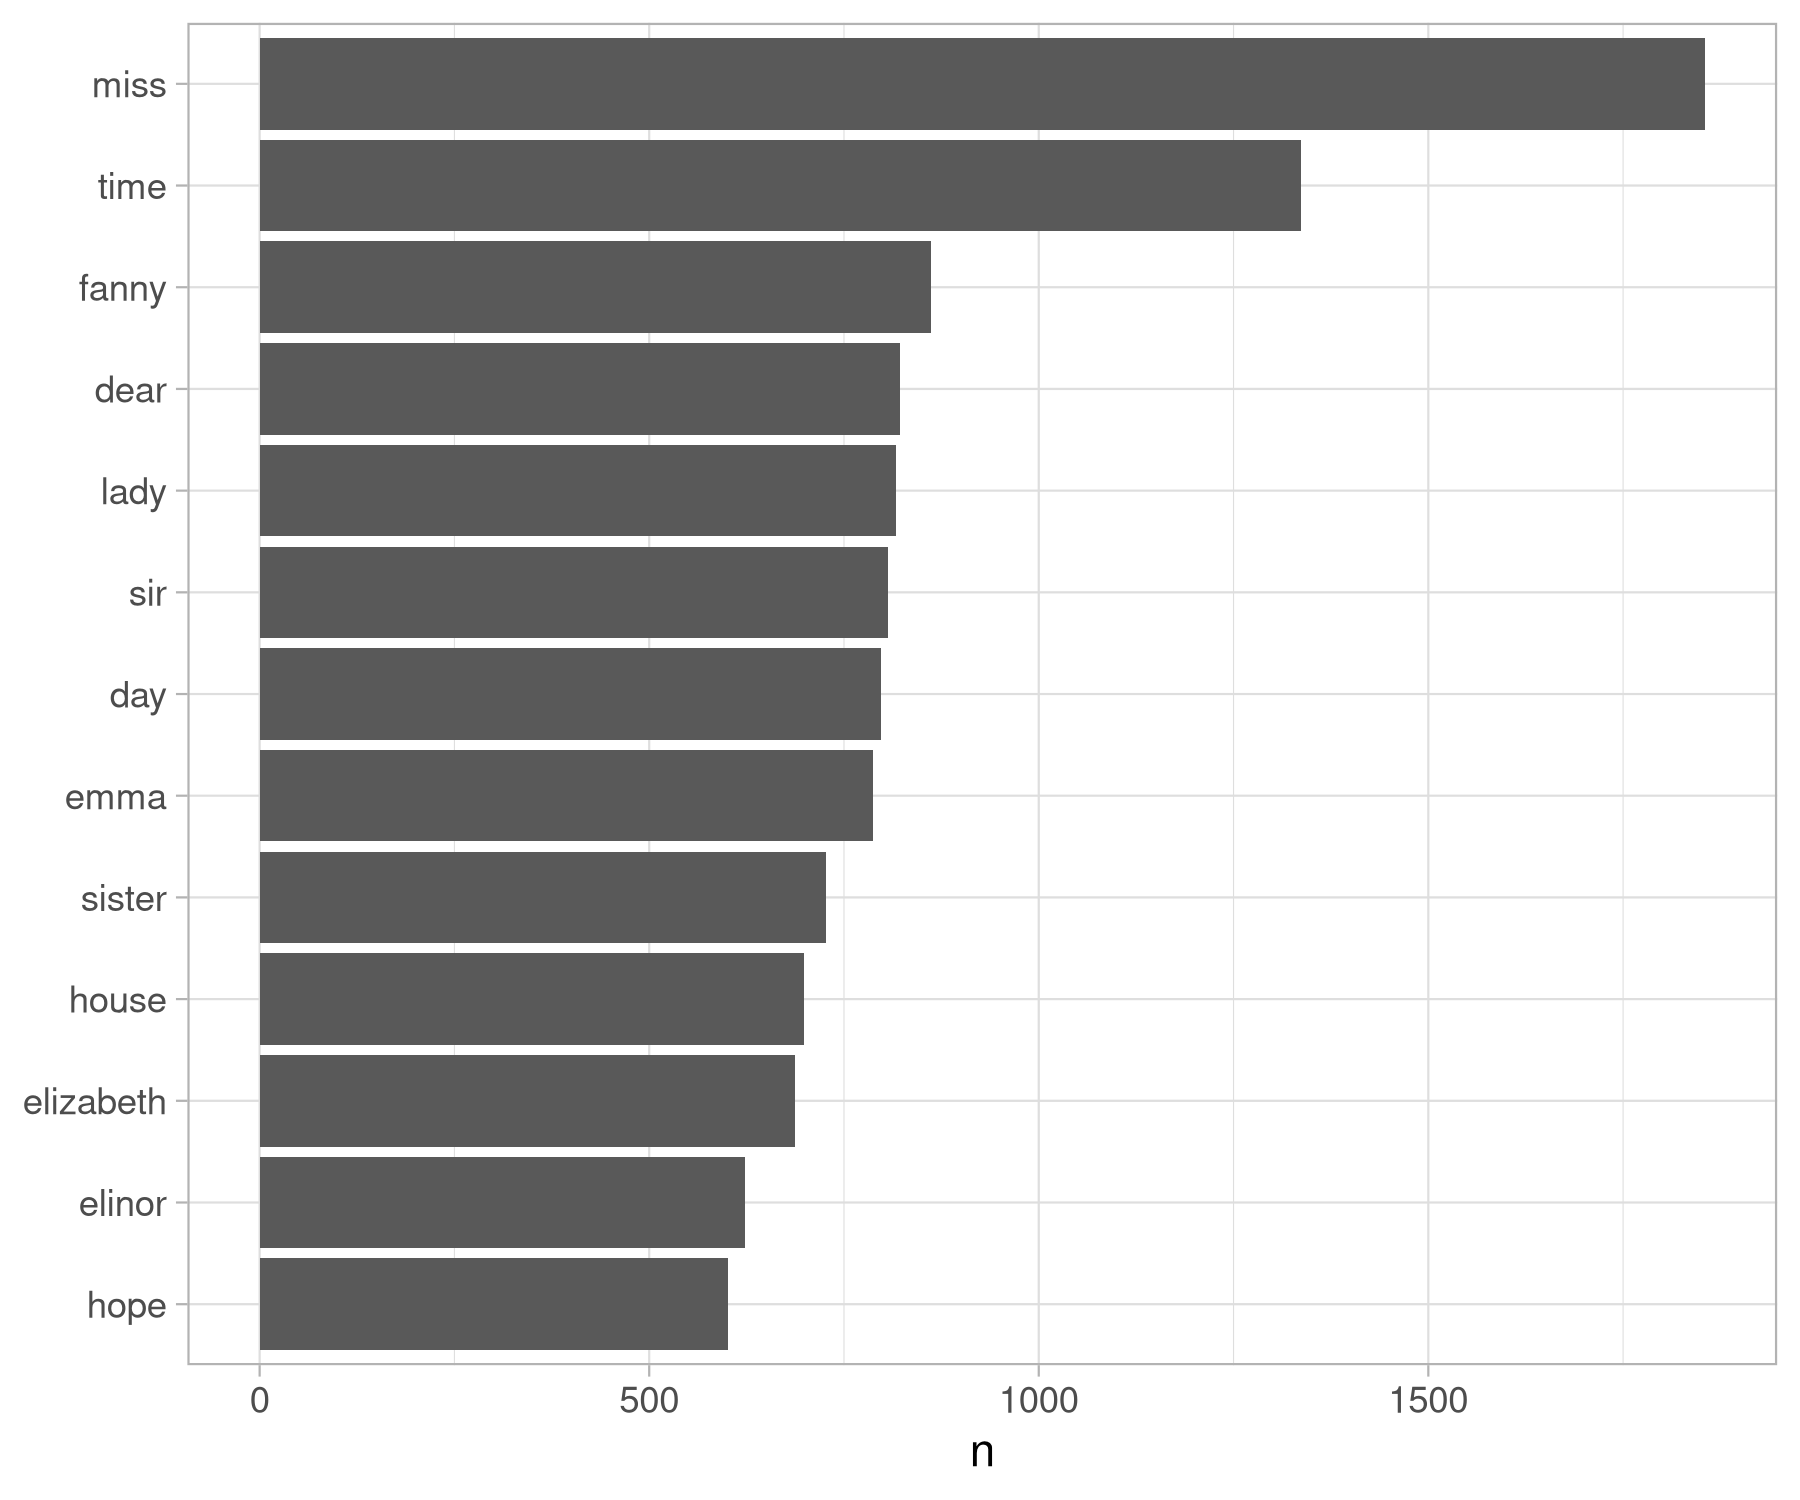 miss
time
fanny
dear
lady
sir
day
emma
sister
house
elizabeth
elinor
hope
0 500 1000 1500
n